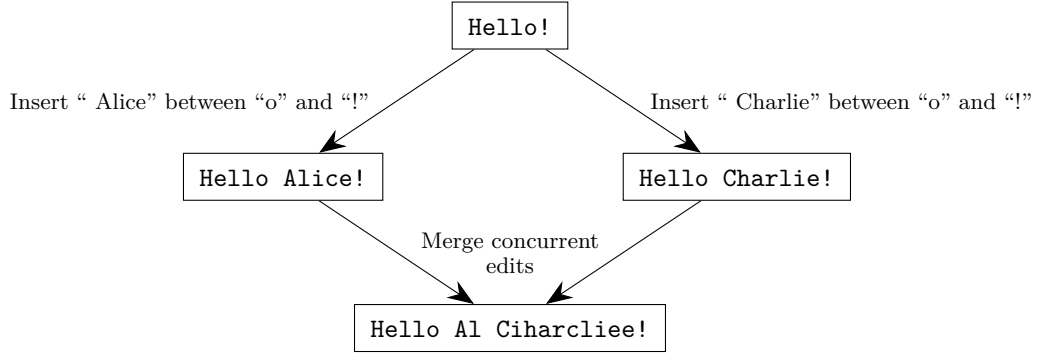 Hello!
Insert “ Alice” between “o” and “!”
Insert “ Charlie” between “o” and “!”
Hello Alice!
Hello Charlie!
Merge concurrent
edits
Hello Al Ciharcliee!